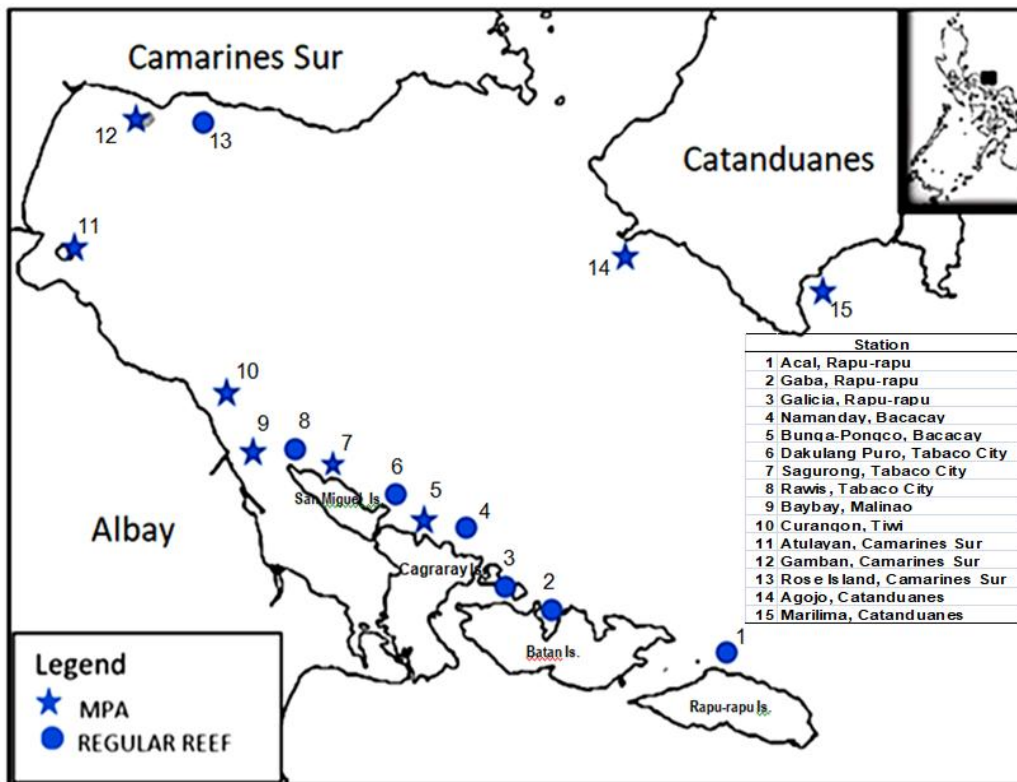 Camarines Sur
12
13
Catanduanes
11
14
15
Station
1 Acal, Rapu-rapu
2 Gaba, Rapu-rapu
3 Galicia, Rapu-rapu
4 Namanday, Bacacay
5 Bunga-Pongco, Bacacay
6 Dakulang Puro, Tabaco City
7 Sagurong, Tabaco City
8 Rawis, Tabaco City
9 Baybay, Malinao
10 Curangon, Tiwi
11 Atulayan, Camarines Sur
12 Gamban, Camarines Sur
13 Rose Island, Camarines Sur
14 Agojo, Catanduanes
15 Marilima, Catanduanes
10
9
8
7
6
5
4
San Miguel Is.
Albay
Cagraray Is.
3
2
1
Batan Is.
Rapu-rapu Is.
Legend
MPA
REGULAR REEF